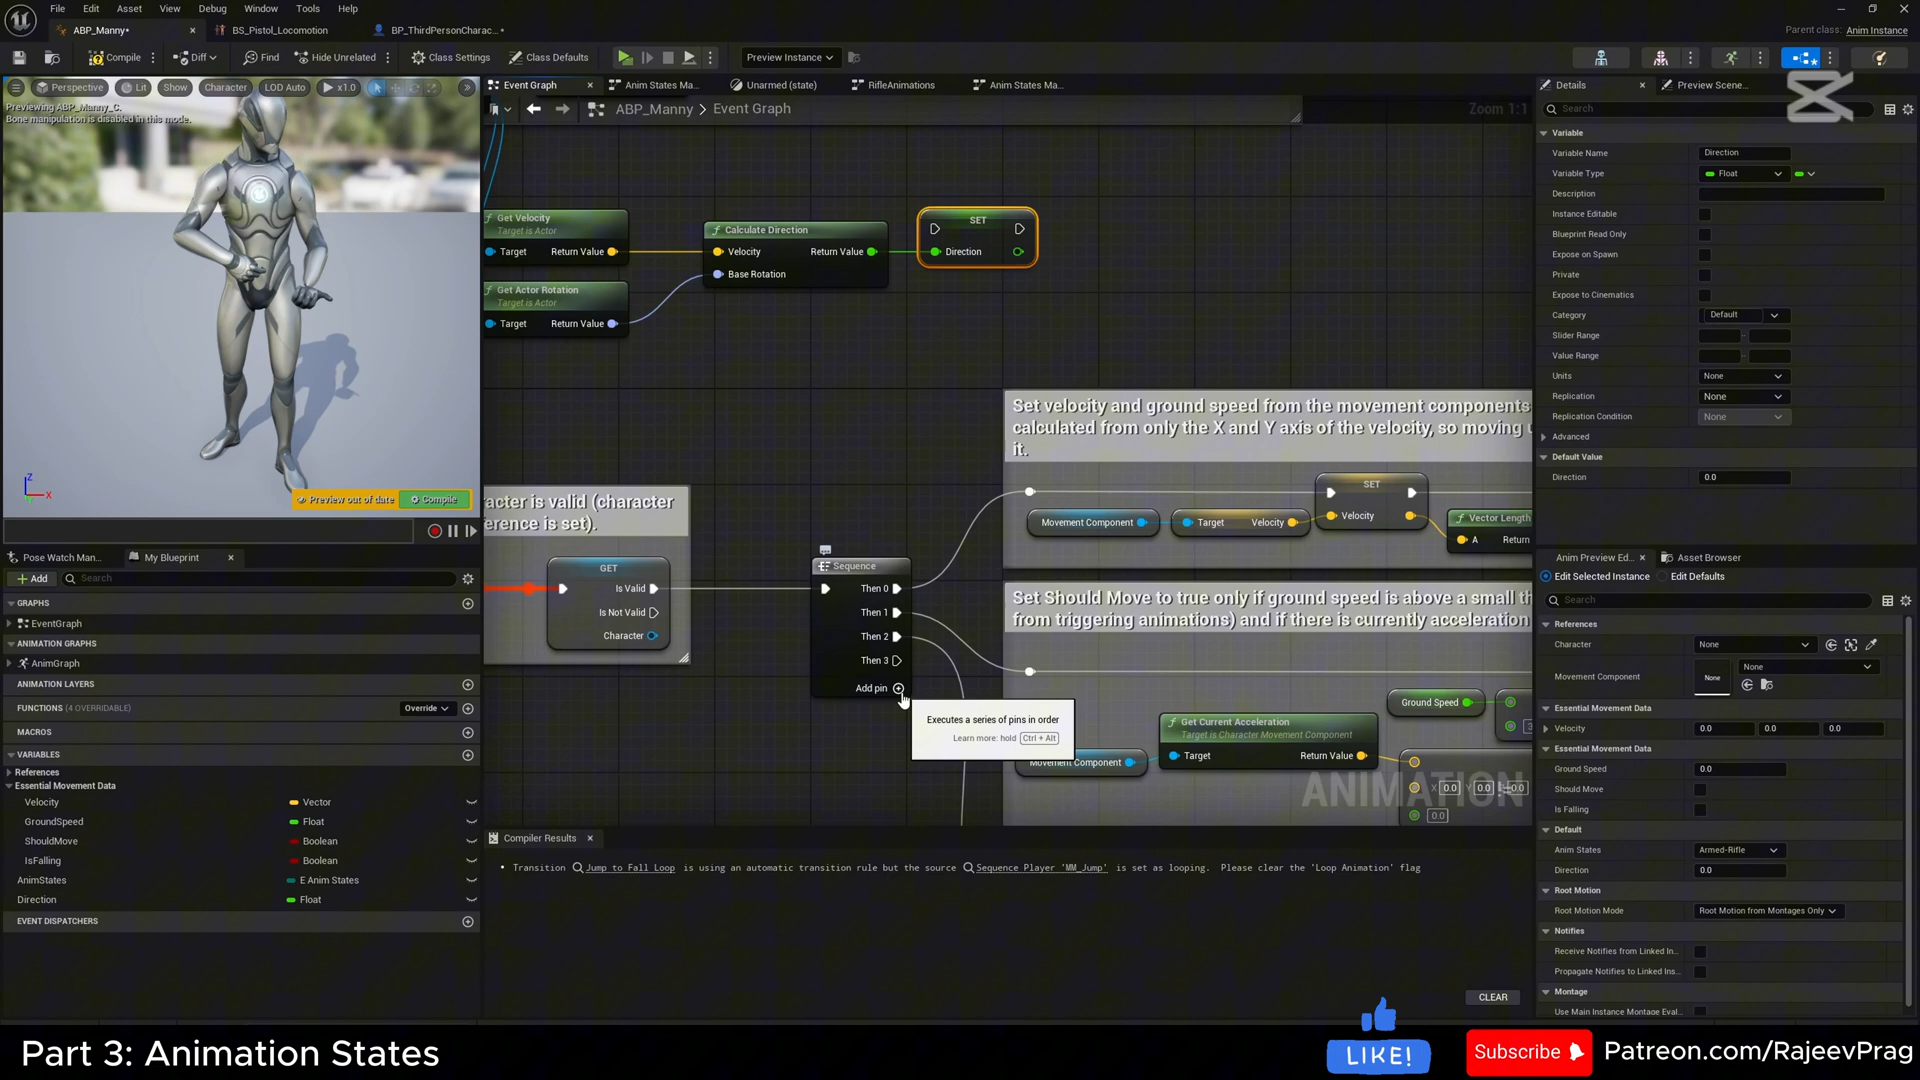 File Edit Asset View Debug Window Tools Help
ABP_Manny•
BS_Pistol_Locomotion
BP_ThirdPersonCharac...•
Parent class: Anim Instance
Compile
Diff
Find
Hide Unrelated
Class Settings
Class Defaults
Preview Instance
Perspective Lit Show Character LOD Auto x1.0
Previewing ABP_Manny_C.
Bone manipulation is disabled in this mode.
Z
X
Preview out of date
Compile
Event Graph
Anim States Ma...
Unarmed (state)
RifleAnimations
Anim States Ma...
ABP_Manny > Event Graph
Zoom 1:1
Get Velocity
Target is Actor
Target Return Value
Get Actor Rotation
Target is Actor
Target Return Value
Calculate Direction
Velocity Return Value
Base Rotation
SET
Direction
Set velocity and ground speed from the movement components
calculated from only the X and Y axis of the velocity, so moving
it.
Movement Component
Target Velocity
SET
Velocity
Vector Length
A Return
acter is valid (character
erence is set).
GET
Is Valid
Is Not Valid
Character
Sequence
Then 0
Then 1
Then 2
Then 3
Add pin
Executes a series of pins in order
Learn more: hold Ctrl + Alt
Set Should Move to true only if ground speed is above a small th
from triggering animations) and if there is currently acceleration
Ground Speed
Movement Component
Get Current Acceleration
Target is Character Movement Component
Target Return Value
X 0.0 Y 0.0 0.0
0.0
ANIMATION
Compiler Results
• Transition Jump to Fall Loop is using an automatic transition rule but the source Sequence Player 'MM_Jump' is set as looping. Please clear the 'Loop Animation' flag
CLEAR
Pose Watch Man...
My Blueprint
Add
Search
GRAPHS
EventGraph
ANIMATION GRAPHS
AnimGraph
ANIMATION LAYERS
FUNCTIONS (4 OVERRIDABLE)
Override
MACROS
VARIABLES
References
Essential Movement Data
Velocity Vector
GroundSpeed Float
ShouldMove Boolean
IsFalling Boolean
AnimStates E Anim States
Direction Float
EVENT DISPATCHERS
Details
Preview Scene...
Search
Variable
Variable Name Direction
Variable Type Float
Description
Instance Editable
Blueprint Read Only
Expose on Spawn
Private
Expose to Cinematics
Category Default
Slider Range
Value Range
Units None
Replication None
Replication Condition None
Advanced
Default Value
Direction 0.0
Anim Preview Ed...
Asset Browser
Edit Selected Instance
Edit Defaults
Search
References
Character None
Movement Component None None
Essential Movement Data
Velocity 0.0 0.0 0.0
Essential Movement Data
Ground Speed 0.0
Should Move
Is Falling
Default
Anim States Armed-Rifle
Direction 0.0
Root Motion
Root Motion Mode Root Motion from Montages Only
Notifies
Receive Notifies from Linked In...
Propagate Notifies to Linked Ins...
Montage
Use Main Instance Montage Eval...
Part 3: Animation States
LIKE!
Subscribe
Patreon.com/RajeevPrag